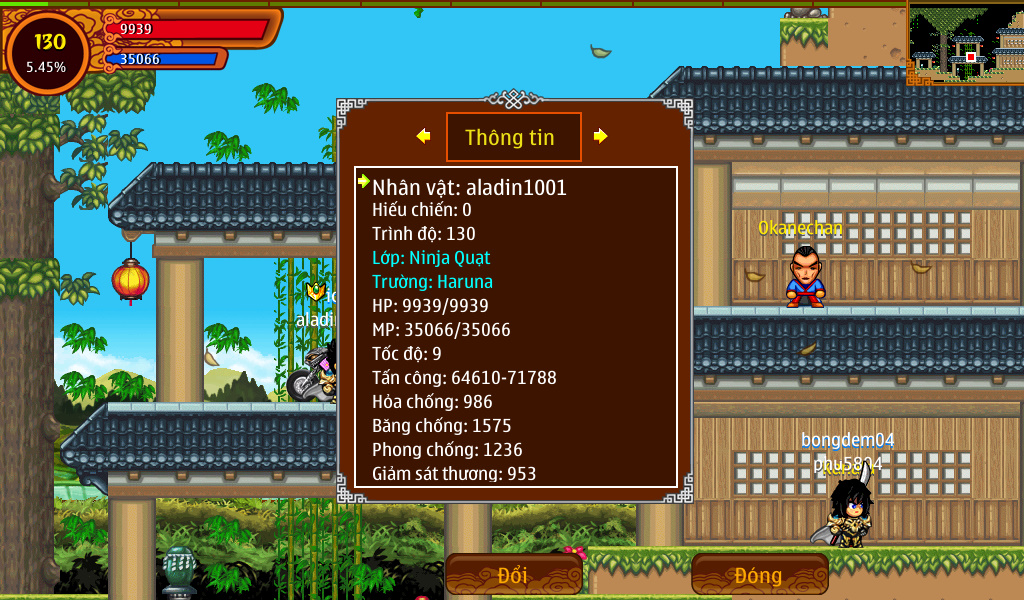 130
5.45%
9939
35066
Thông tin
Nhân vật: aladin1001
Hiếu chiến: 0
Trình độ: 130
Lớp: Ninja Quạt
Trường: Haruna
HP: 9939/9939
MP: 35066/35066
Tốc độ: 9
Tấn công: 64610-71788
Hỏa chống: 986
Băng chống: 1575
Phong chống: 1236
Giảm sát thương: 953
Okanechan
aladi
bongdem04
phu5804
Đổi
Đóng